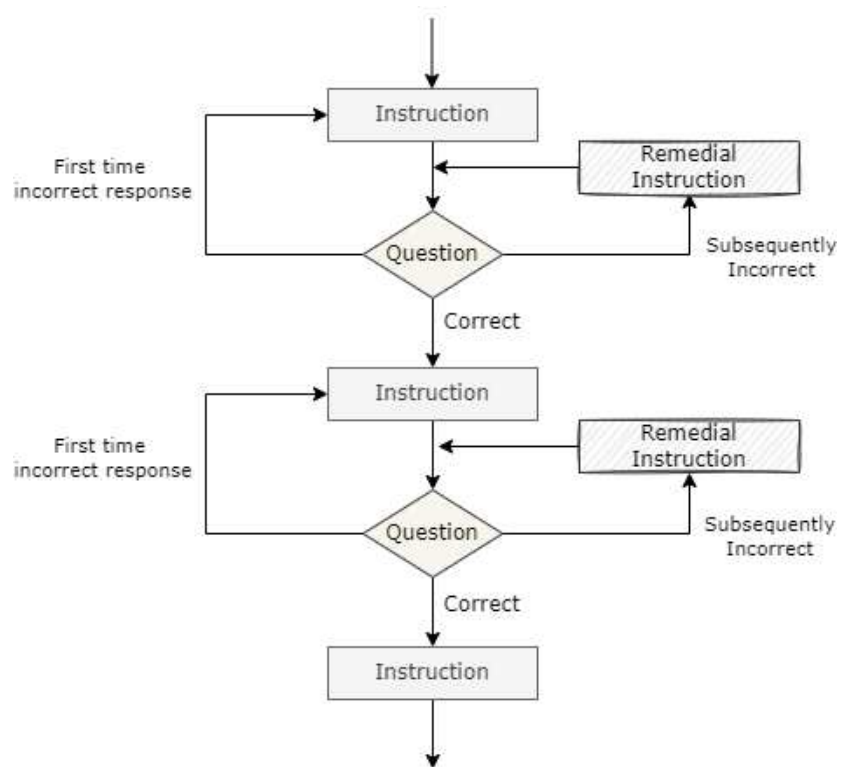 Instruction
Remedial
Instruction
First time
incorrect response
Question
Subsequently
Incorrect
Correct
Instruction
Remedial
Instruction
First time
incorrect response
Question
Subsequently
Incorrect
Correct
Instruction